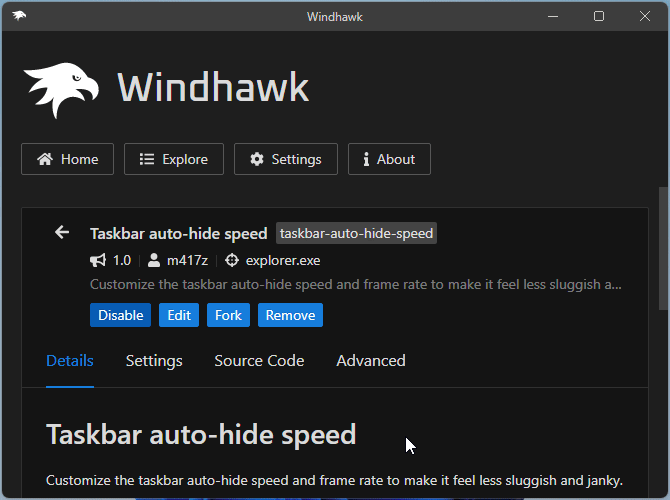 Windhawk
Windhawk
Home Explore Settings About
Taskbar auto-hide speed taskbar-auto-hide-speed
1.0 m417z explorer.exe
Customize the taskbar auto-hide speed and frame rate to make it feel less sluggish a...
Disable Edit Fork Remove
Details Settings Source Code Advanced
Taskbar auto-hide speed
Customize the taskbar auto-hide speed and frame rate to make it feel less sluggish and janky.